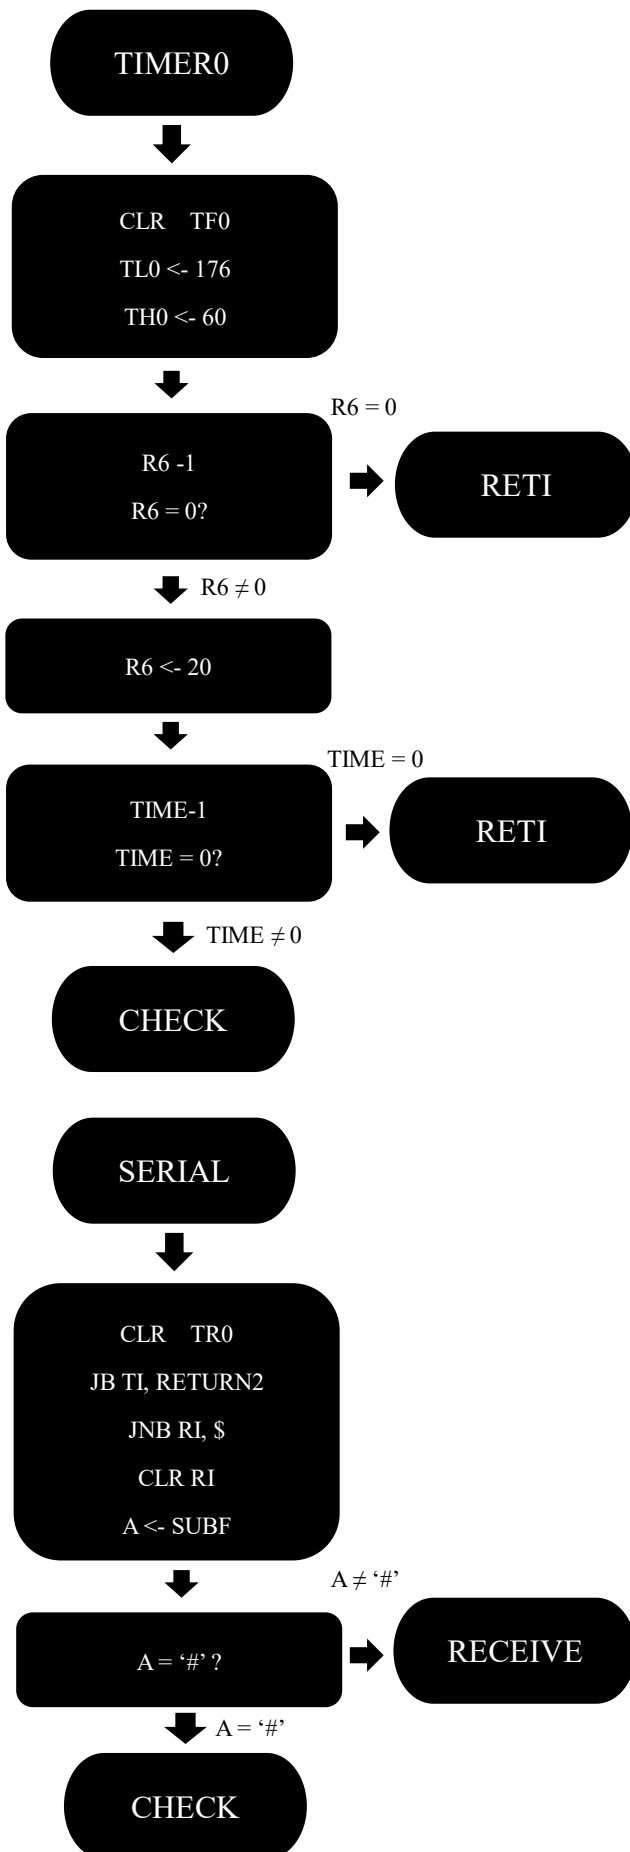 TIMER0
CLR TF0
TL0 <- 176
TH0 <- 60
R6 = 0
R6 -1
R6 = 0?
RETI
R6 ≠ 0
R6 <- 20
TIME = 0
TIME-1
TIME = 0?
RETI
TIME ≠ 0
CHECK
SERIAL
CLR TR0
JB TI, RETURN2
JNB RI, $
CLR RI
A <- SUBF
A ≠ ‘#’
A = ‘#’ ?
RECEIVE
A = ‘#’
CHECK